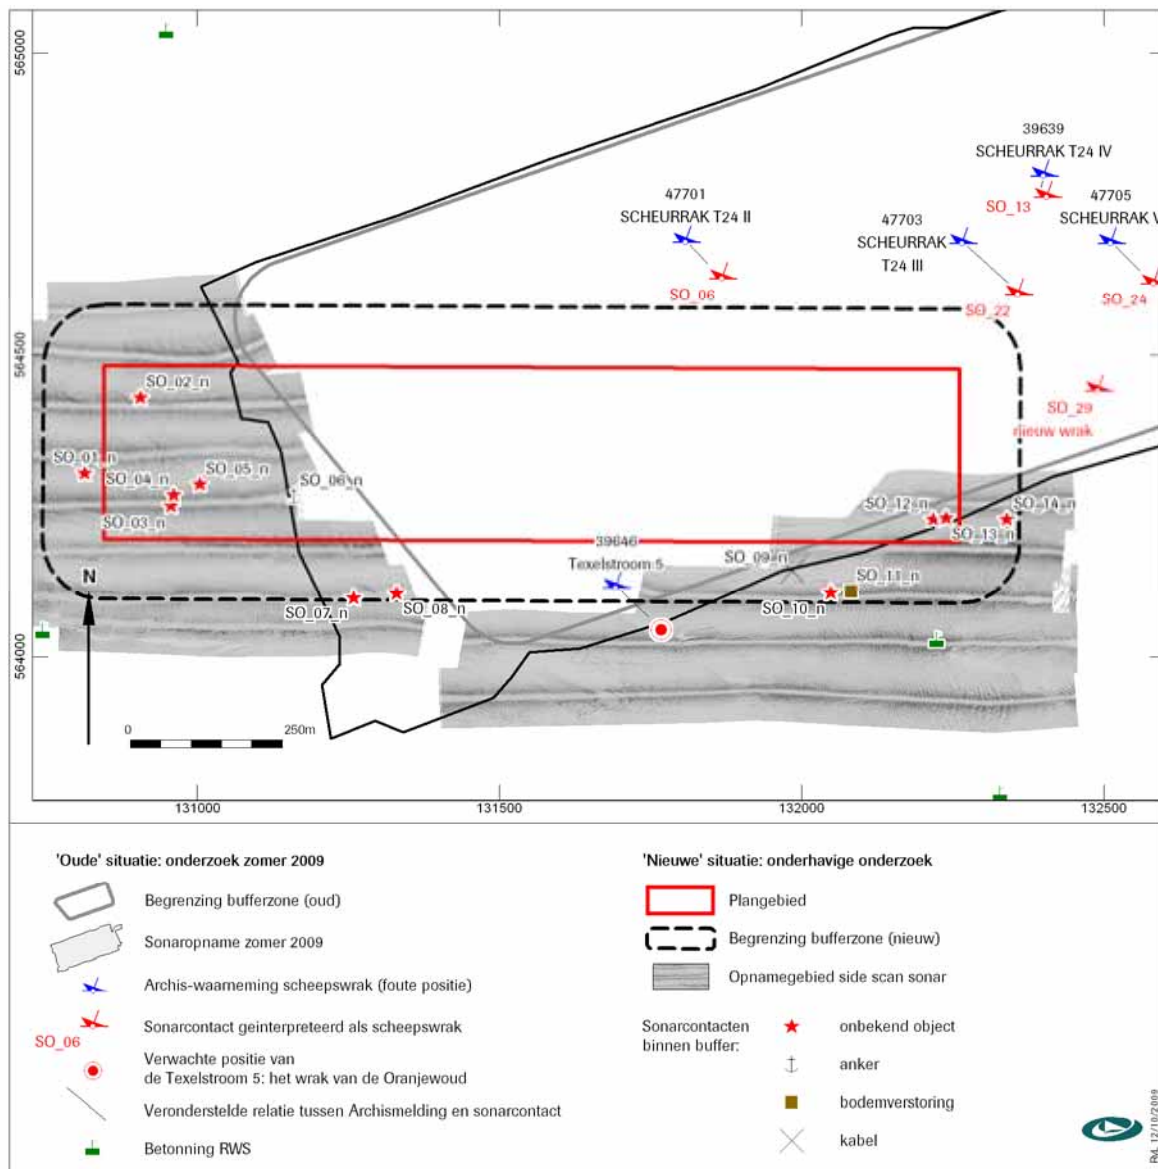 565000
39639
SCHEURRAK T24 IV
47701
SCHEURRAK T24 II
47705
SCHEURRAK V
SO_13
47703
SCHEURRAK
T24 III
SO_06
SO_22
SO_24
564500
SO_02_n
SO_29
nieuw wrak
SO_01_n
SO_04_n
SO_05_n
SO_06_n
SO_03_n
SO_12_n
SO_14_n
SO_13_n
39646
Texelstroom 5
SO_09_n
SO_11_n
N
SO_07_n
SO_08_n
SO_10_n
564000
0
250m
131000
131500
132000
132500
'Oude' situatie: onderzoek zomer 2009
Begrenzing bufferzone (oud)
Sonaropname zomer 2009
Archis-waarneming scheepswrak (foute positie)
Sonarcontact geinterpreteerd als scheepswrak
SO_06
Verwachte positie van
de Texelstroom 5: het wrak van de Oranjewoud
Veronderstelde relatie tussen Archismelding en sonarcontact
Betonning RWS
'Nieuwe' situatie: onderhavige onderzoek
Plangebied
Begrenzing bufferzone (nieuw)
Opnamegebied side scan sonar
Sonarcontacten
binnen buffer:
onbekend object
anker
bodemverstoring
kabel
RvL 12/10/2009